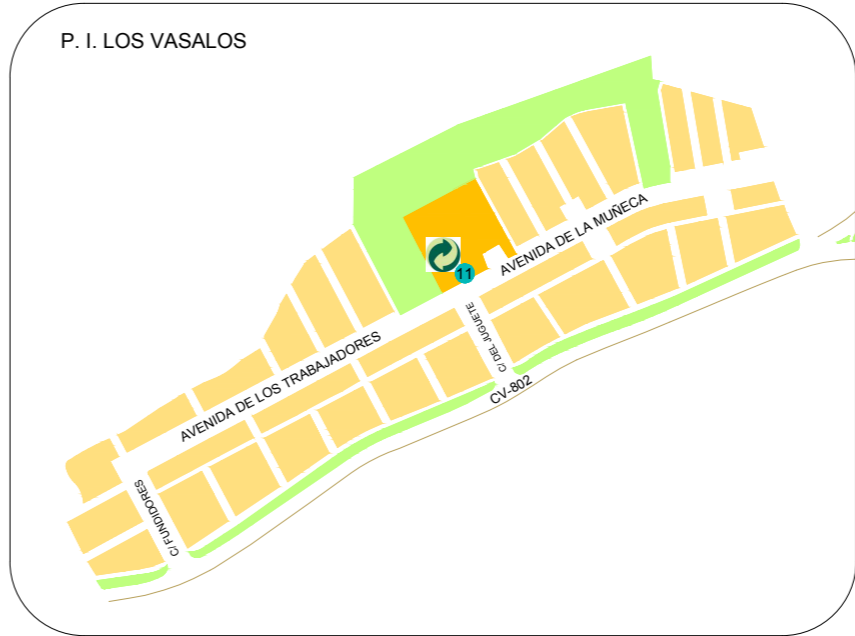 P. I. LOS VASALOS
AVENIDA DE LA MUÑECA
11
C/ DEL JUGUETE
AVENIDA DE LOS TRABAJADORES
CV-802
C/ FUNDIDORES